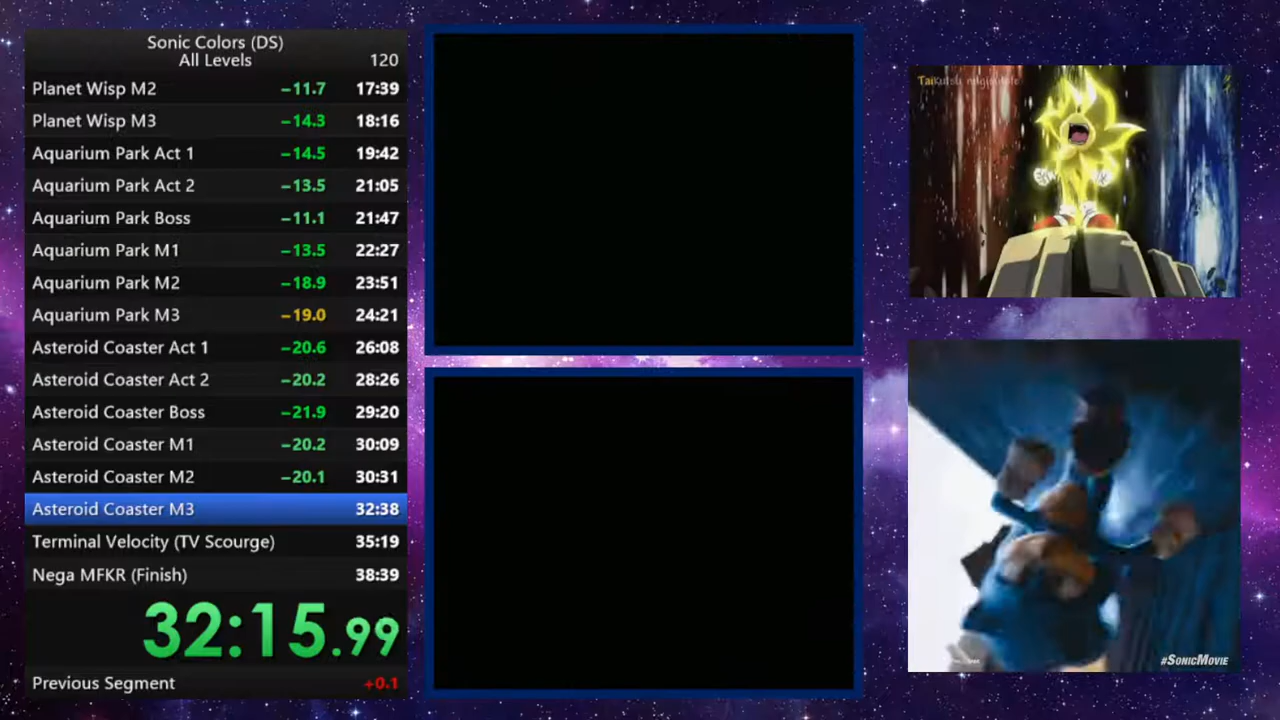 Sonic Colors (DS)
All Levels 120
Planet Wisp M2 −11.7 17:39
Planet Wisp M3 −14.3 18:16
Aquarium Park Act 1 −14.5 19:42
Aquarium Park Act 2 −13.5 21:05
Aquarium Park Boss −11.1 21:47
Aquarium Park M1 −13.5 22:27
Aquarium Park M2 −18.9 23:51
Aquarium Park M3 −19.0 24:21
Asteroid Coaster Act 1 −20.6 26:08
Asteroid Coaster Act 2 −20.2 28:26
Asteroid Coaster Boss −21.9 29:20
Asteroid Coaster M1 −20.2 30:09
Asteroid Coaster M2 −20.1 30:31
Asteroid Coaster M3 32:38
Terminal Velocity (TV Scourge) 35:19
Nega MFKR (Finish) 38:39
32:15.99
Previous Segment +0.1
#SonicMovie